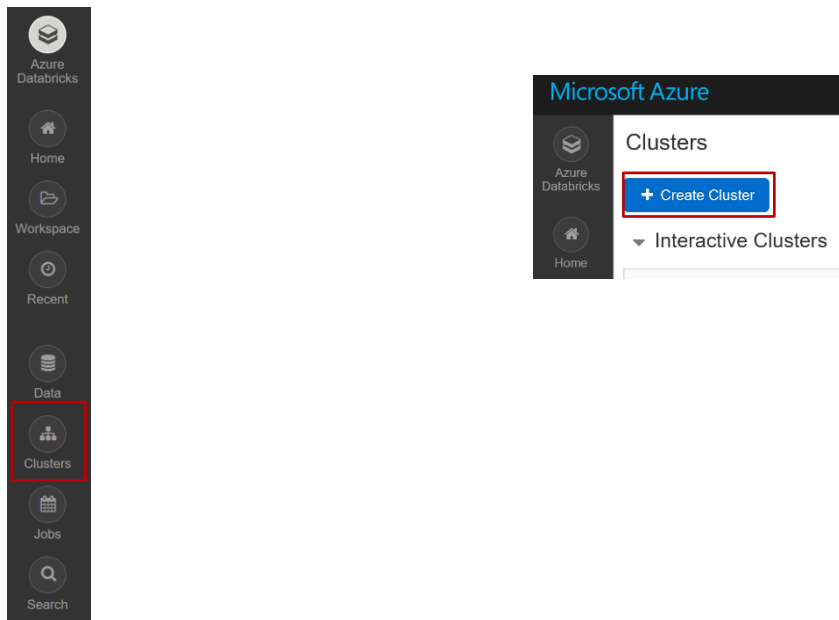 Azure
Databricks
Home
Workspace
Recent
Data
Clusters
Jobs
Search
Microsoft Azure
Azure
Databricks
Home
Clusters
+ Create Cluster
Interactive Clusters